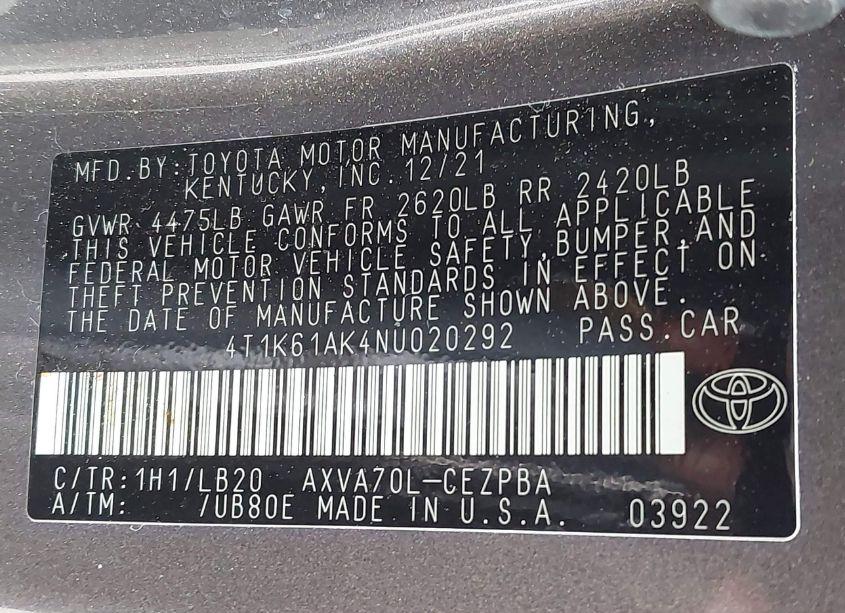 MFD.BY:TOYOTA MOTOR MANUFACTURING,
KENTUCKY, INC. 12/21
GVWR 4475LB GAWR FR 2620LB RR 2420LB
THIS VEHICLE CONFORMS TO ALL APPLICABLE
FEDERAL MOTOR VEHICLE SAFETY,BUMPER,AND
THEFT PREVENTION STANDARDS IN EFFECT ON
THE DATE OF MANUFACTURE SHOWN ABOVE.
4T1K61AK4NU020292 PASS.CAR
C/TR:1H1/LB20 AXVA70L-CEZPBA
A/TM: /UB80E MADE IN U.S.A. 03922